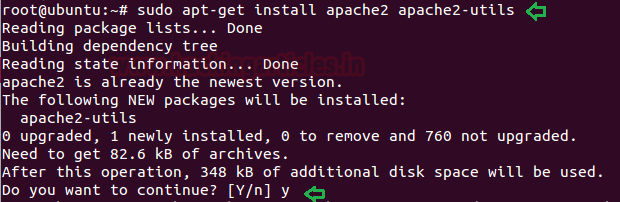 root@ubuntu:~# sudo apt-get install apache2 apache2-utils
Reading package lists... Done
Building dependency tree
Reading state information... Done
apache2 is already the newest version.
The following NEW packages will be installed:
  apache2-utils
0 upgraded, 1 newly installed, 0 to remove and 760 not upgraded.
Need to get 82.6 kB of archives.
After this operation, 348 kB of additional disk space will be used.
Do you want to continue? [Y/n] y